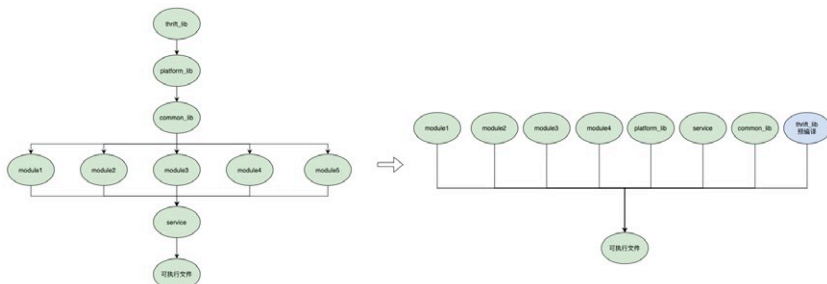 thrift_lib
platform_lib
common_lib
module1
module2
module3
module4
module5
service
可执行文件
module1
module2
module3
module4
platform_lib
service
common_lib
thrift_lib
预编译
可执行文件